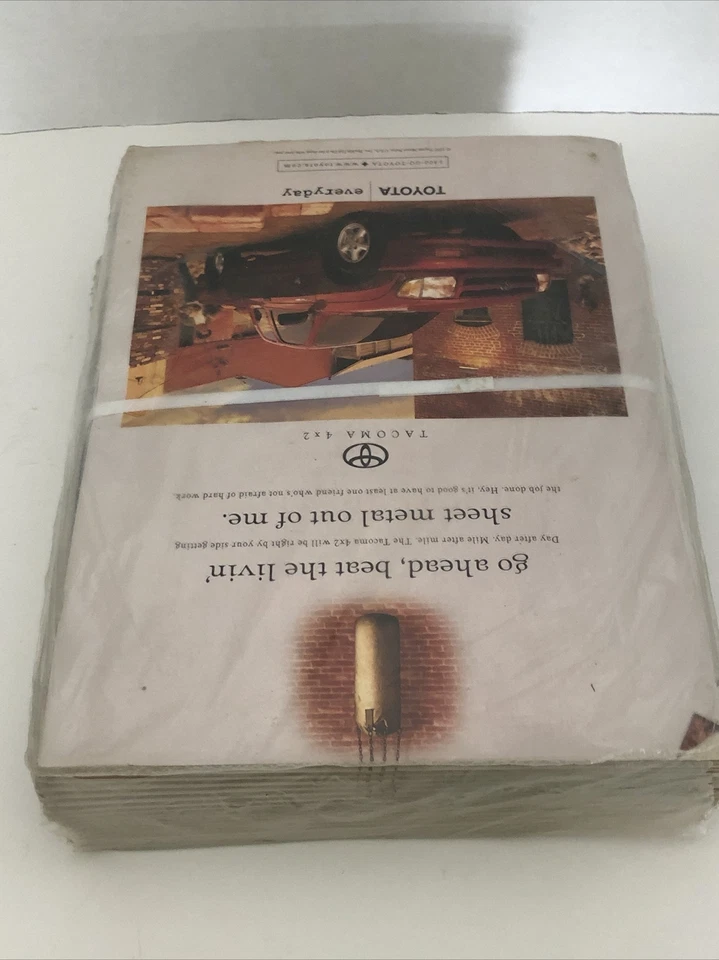 go ahead, beat the livin'
Day after day. Mile after mile. The Tacoma 4x2 will be right by your side getting
sheet metal out of me.
the job done. Hey, it's good to have at least one friend who's not afraid of hard work.
TACOMA 4x2
TOYOTA | everyday
1-800-GO-TOYOTA ◆ www.toyota.com